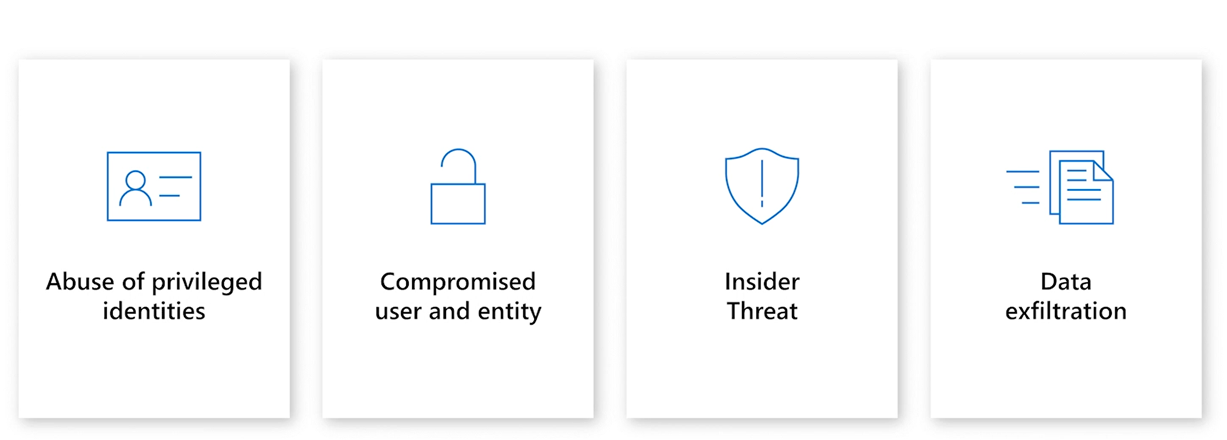 Abuse of privileged
identities
Compromised
user and entity
Insider
Threat
Data
exfiltration